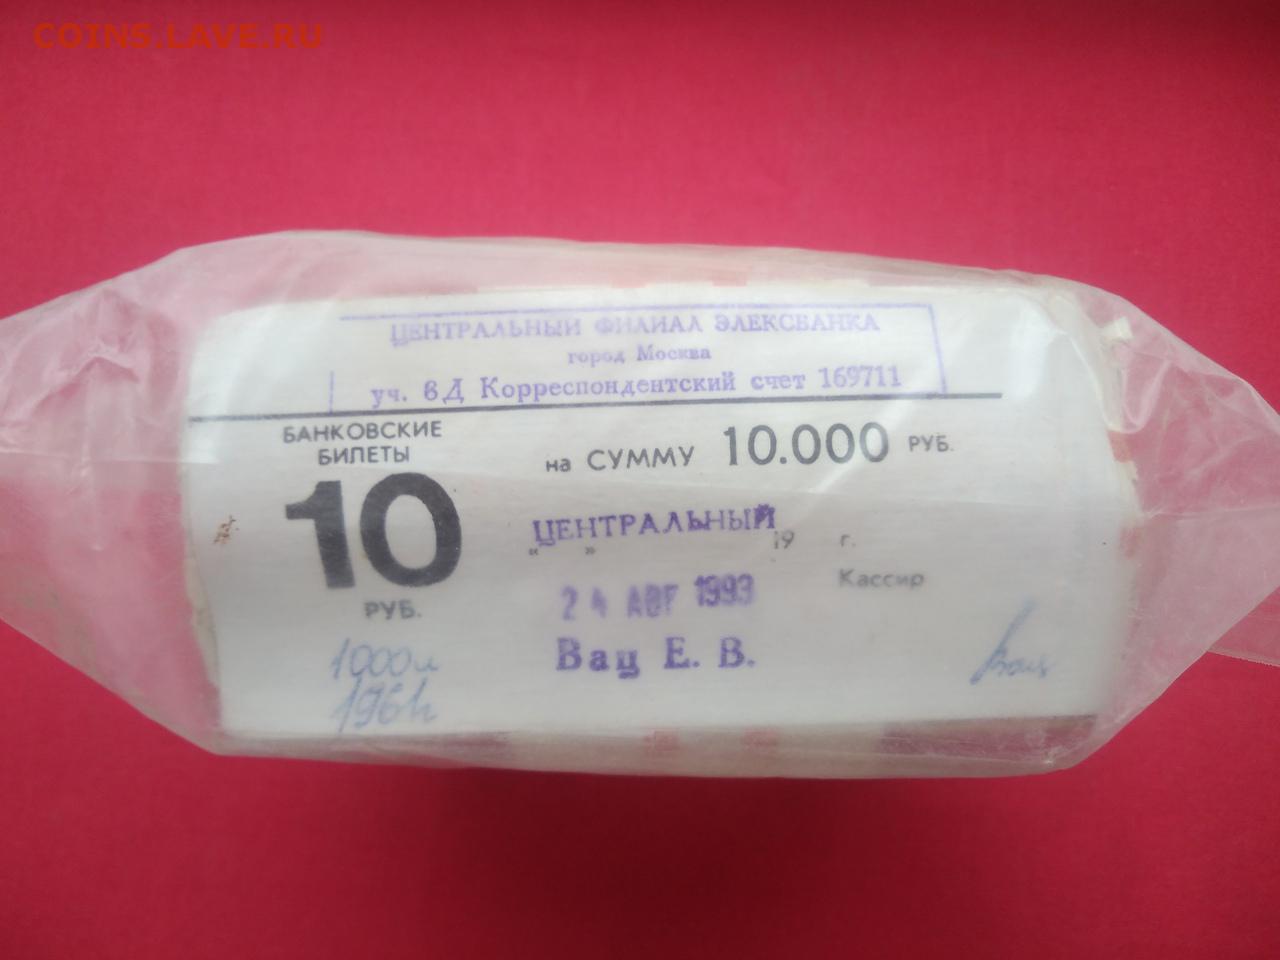 COINS.LAVE.RU
ЦЕНТРАЛЬНЫЙ ФИЛИАЛ ЭЛЕКСБАНКА
город Москва
уч. 8Д Корреспондентский счет 169711
БАНКОВСКИЕ
БИЛЕТЫ
10
РУБ.
на СУММУ 10.000 РУБ.
ЦЕНТРАЛЬНЫЙ
« » 19 г.
24 АВГ 1993
Кассир
Вац Е. В.
1000л
1961г